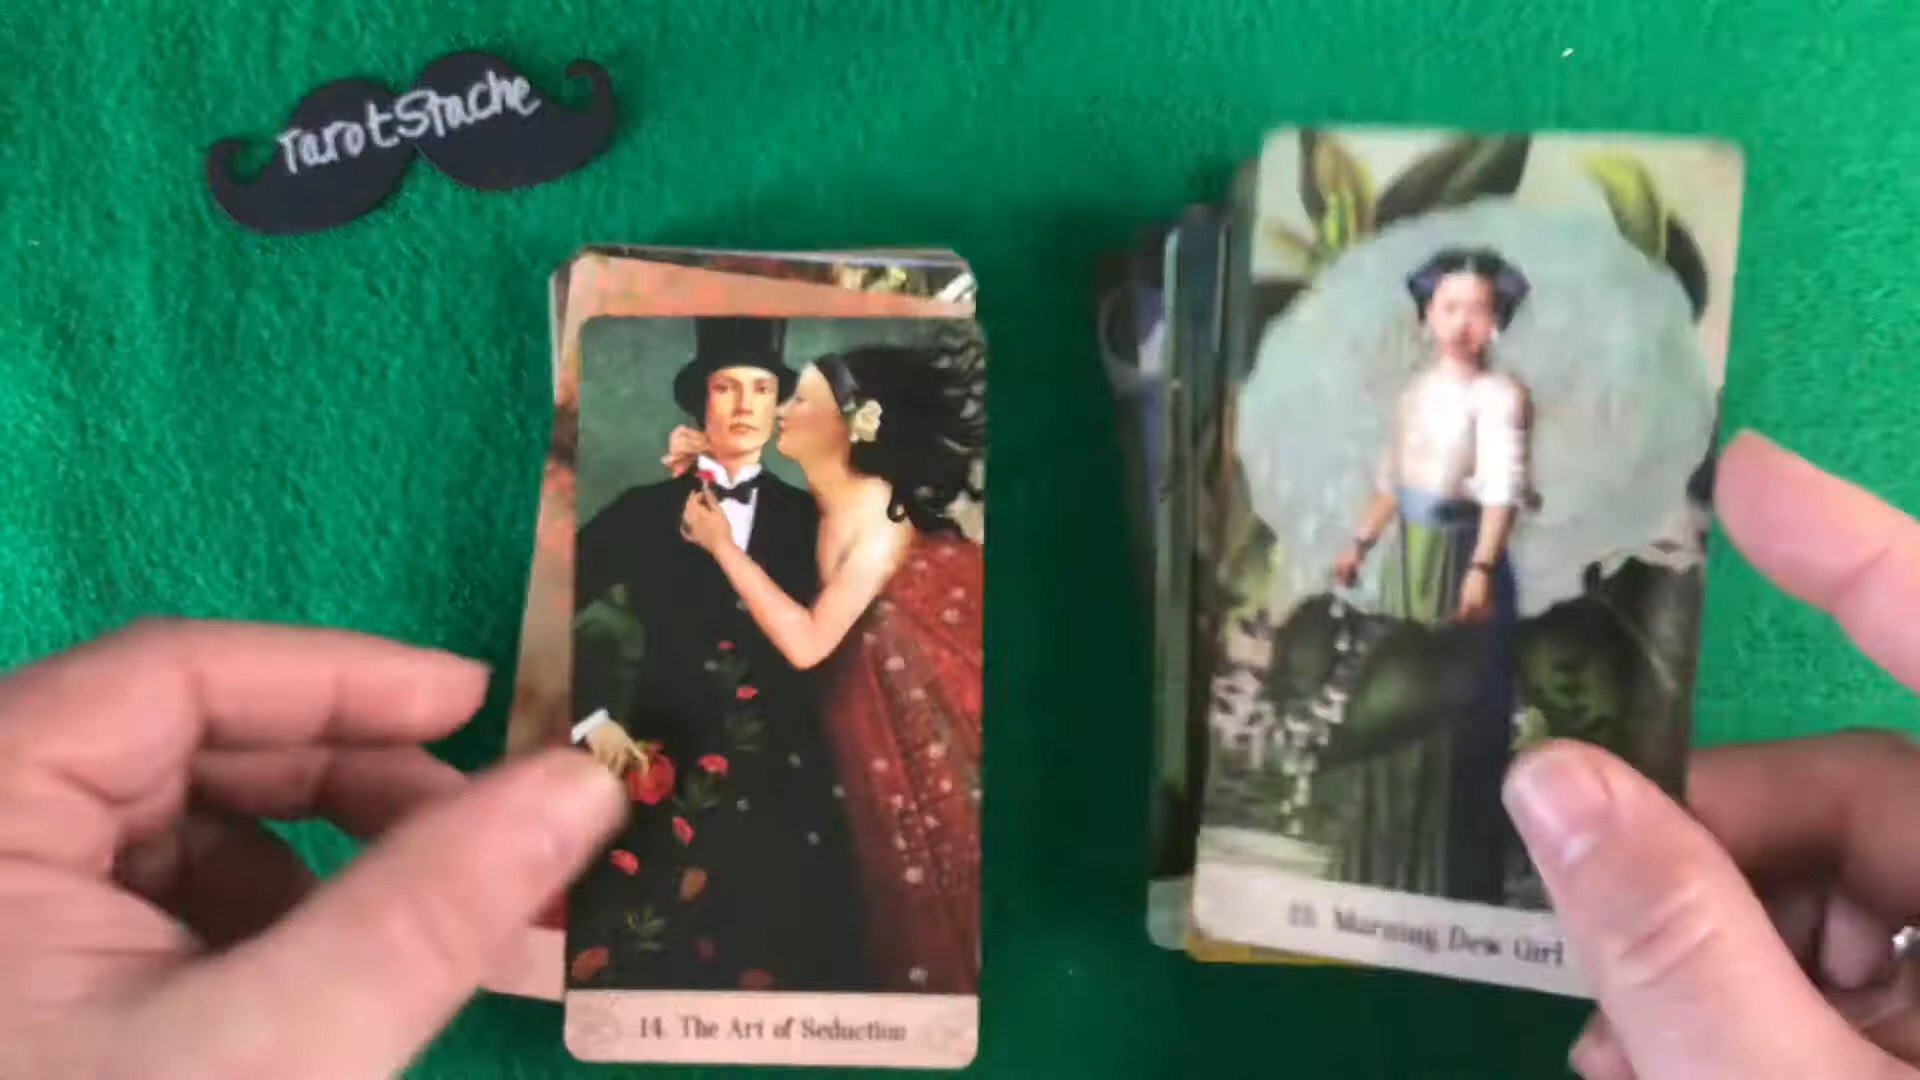 TarotStache
14. The Art of Seduction
Morning Dew Girl